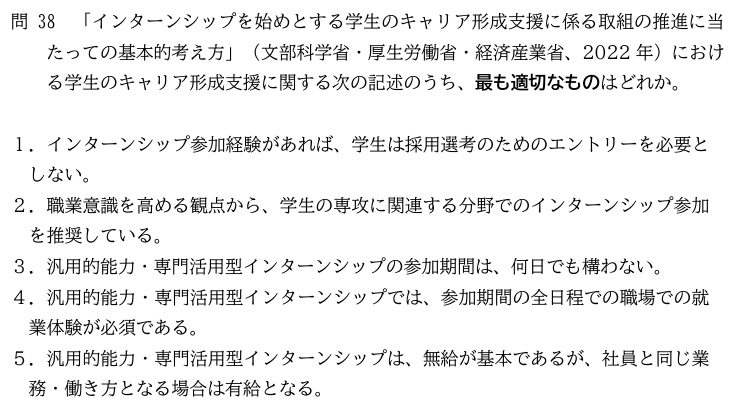 問 38 「インターンシップを始めとする学生のキャリア形成支援に係る取組の推進に当
たっての基本的考え方」（文部科学省・厚生労働省・経済産業省、2022 年）におけ
る学生のキャリア形成支援に関する次の記述のうち、最も適切なものはどれか。
１．インターンシップ参加経験があれば、学生は採用選考のためのエントリーを必要と
しない。
２．職業意識を高める観点から、学生の専攻に関連する分野でのインターンシップ参加
を推奨している。
３．汎用的能力・専門活用型インターンシップの参加期間は、何日でも構わない。
４．汎用的能力・専門活用型インターンシップでは、参加期間の全日程での職場での就
業体験が必須である。
５．汎用的能力・専門活用型インターンシップは、無給が基本であるが、社員と同じ業
務・働き方となる場合は有給となる。